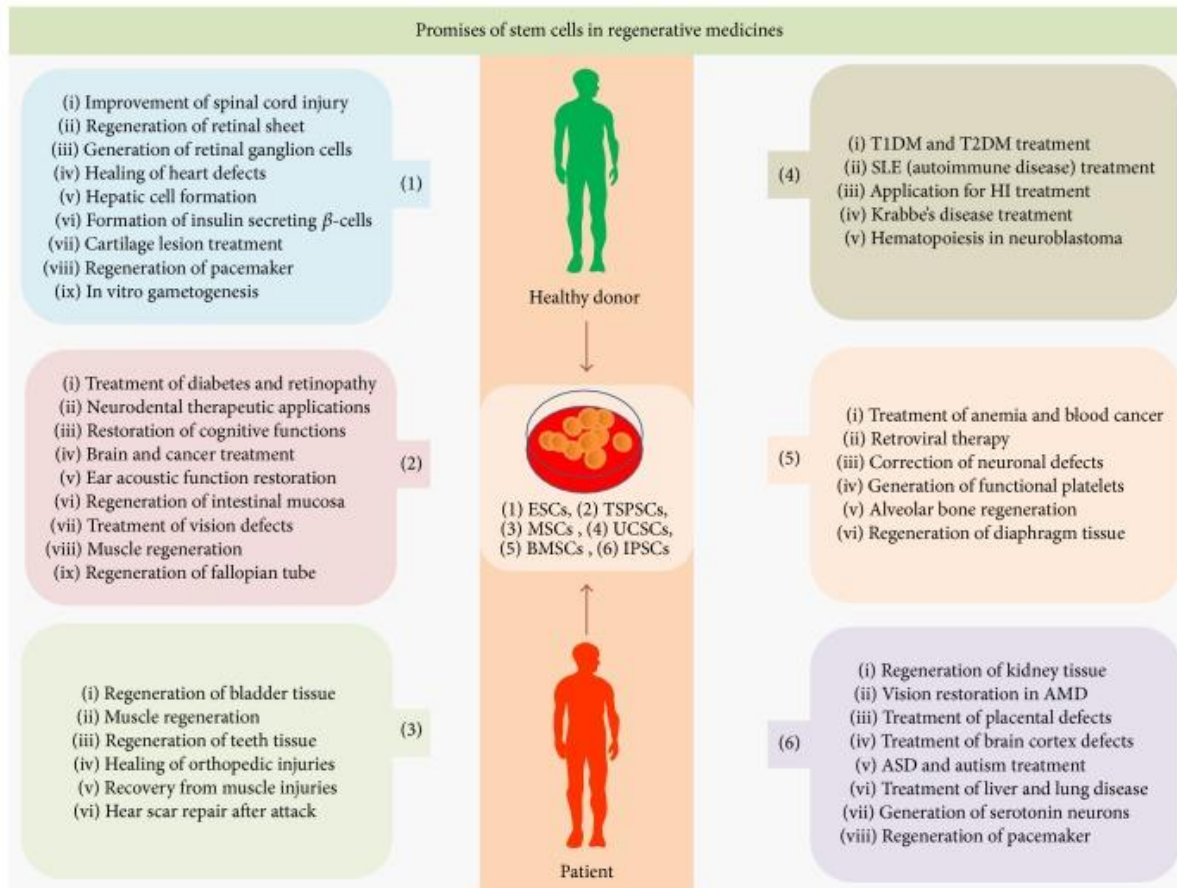 Promises of stem cells in regenerative medicines
(i) Improvement of spinal cord injury
(ii) Regeneration of retinal sheet
(iii) Generation of retinal ganglion cells
(iv) Healing of heart defects
(v) Hepatic cell formation
(vi) Formation of insulin secreting β-cells
(vii) Cartilage lesion treatment
(viii) Regeneration of pacemaker
(ix) In vitro gametogenesis
(1)
(i) Treatment of diabetes and retinopathy
(ii) Neurodental therapeutic applications
(iii) Restoration of cognitive functions
(iv) Brain and cancer treatment
(v) Ear acoustic function restoration
(vi) Regeneration of intestinal mucosa
(vii) Treatment of vision defects
(viii) Muscle regeneration
(ix) Regeneration of fallopian tube
(2)
(i) Regeneration of bladder tissue
(ii) Muscle regeneration
(iii) Regeneration of teeth tissue
(iv) Healing of orthopedic injuries
(v) Recovery from muscle injuries
(vi) Hear scar repair after attack
(3)
Healthy donor
(1) ESCs, (2) TSPSCs,
(3) MSCs , (4) UCSCs,
(5) BMSCs , (6) IPSCs
Patient
(4)
(i) T1DM and T2DM treatment
(ii) SLE (autoimmune disease) treatment
(iii) Application for HI treatment
(iv) Krabbe's disease treatment
(v) Hematopoiesis in neuroblastoma
(5)
(i) Treatment of anemia and blood cancer
(ii) Retroviral therapy
(iii) Correction of neuronal defects
(iv) Generation of functional platelets
(v) Alveolar bone regeneration
(vi) Regeneration of diaphragm tissue
(6)
(i) Regeneration of kidney tissue
(ii) Vision restoration in AMD
(iii) Treatment of placental defects
(iv) Treatment of brain cortex defects
(v) ASD and autism treatment
(vi) Treatment of liver and lung disease
(vii) Generation of serotonin neurons
(viii) Regeneration of pacemaker